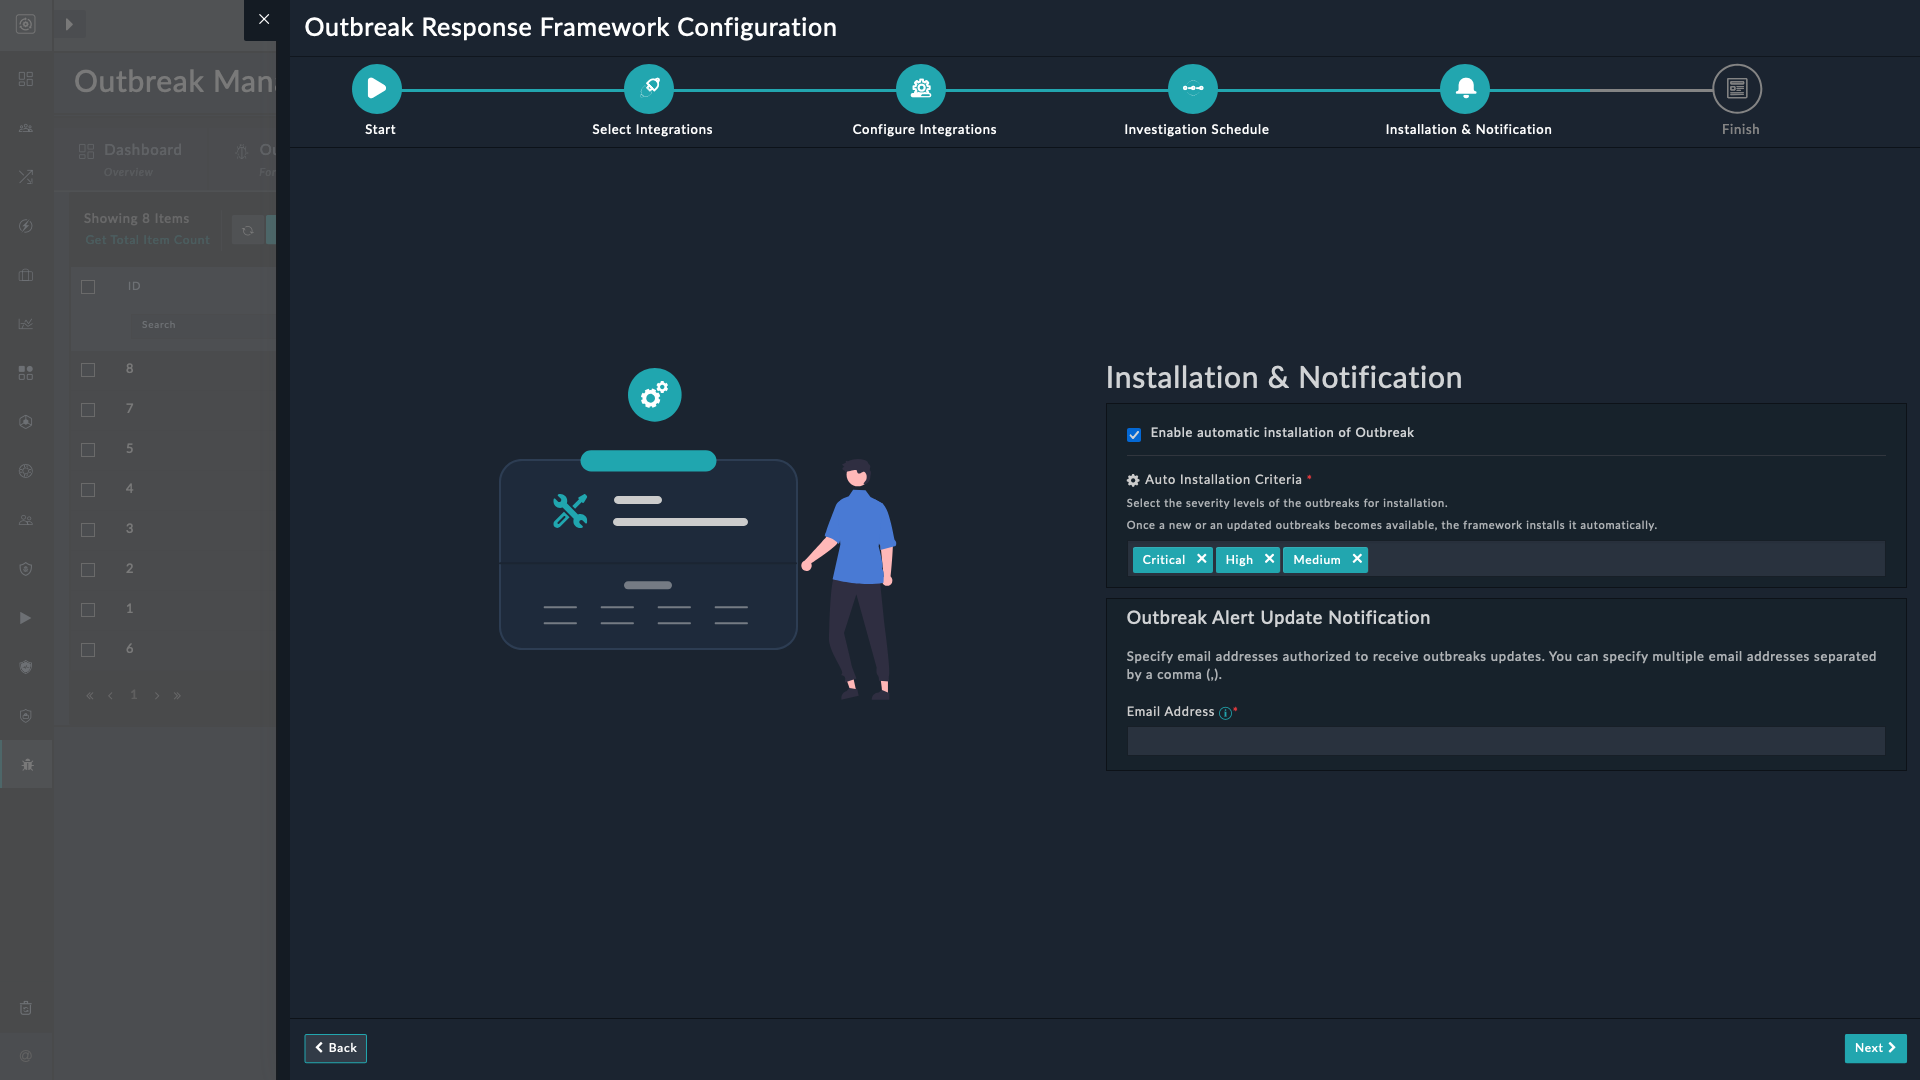 Outbreak Response Framework Configuration
Start
Select Integrations
Configure Integrations
Investigation Schedule
Installation & Notification
Finish
Outbreak Mana
Dashboard
Overview
Ou
For
Showing 8 Items
Get Total Item Count
ID
Search
8
7
5
4
3
2
1
6
« ‹ 1 › »
Installation & Notification
Enable automatic installation of Outbreak
Auto Installation Criteria *
Select the severity levels of the outbreaks for installation.
Once a new or an updated outbreaks becomes available, the framework installs it automatically.
Critical ✕ High ✕ Medium ✕
Outbreak Alert Update Notification
Specify email addresses authorized to receive outbreaks updates. You can specify multiple email addresses separated
by a comma (,).
Email Address *
Back
Next